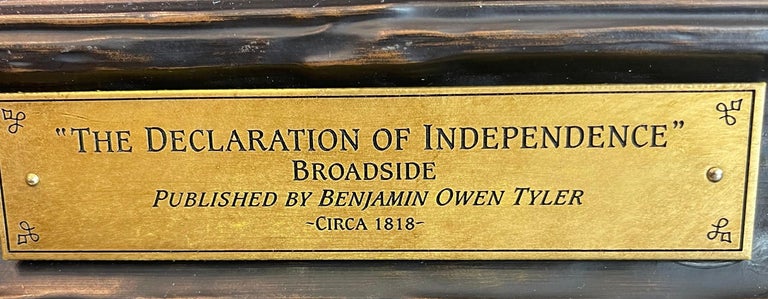 "The Declaration of Independence"
Broadside
Published by Benjamin Owen Tyler
~Circa 1818~